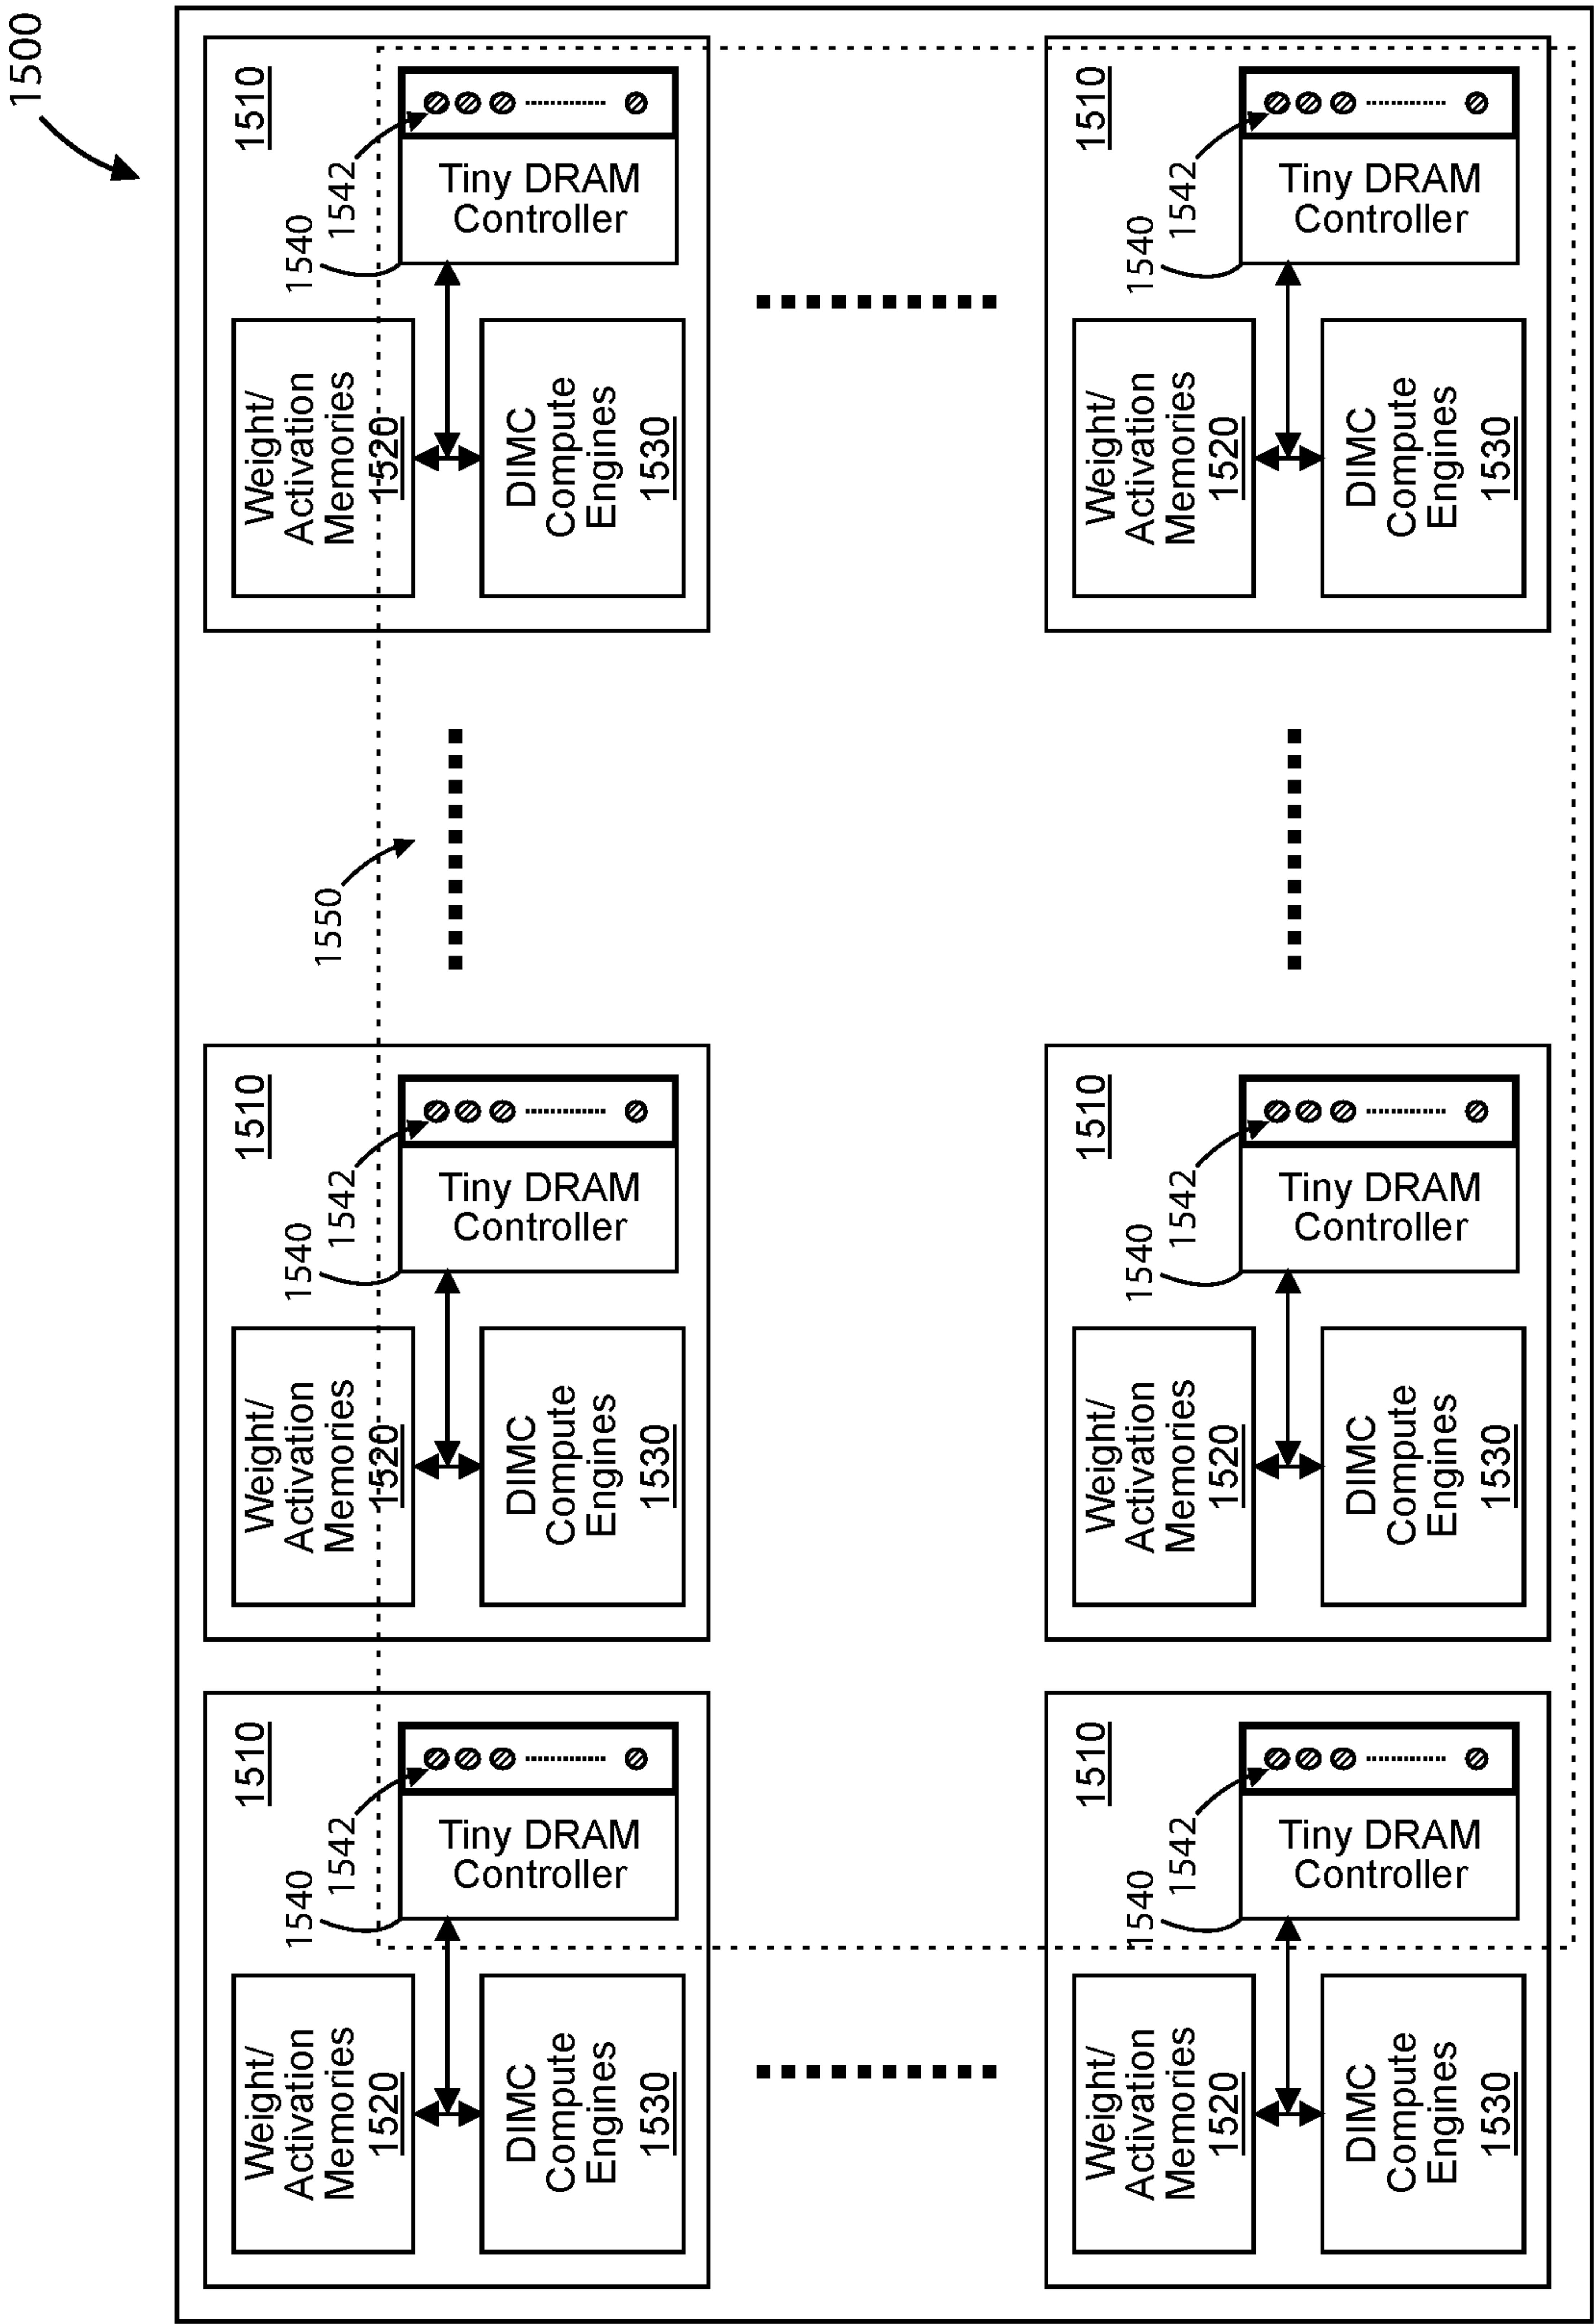 1500
Weight/
Activation
Memories
1520
1510
1540
1542
Tiny DRAM
Controller
DIMC
Compute
Engines
1530
Weight/
Activation
Memories
1520
1510
1540
1542
Tiny DRAM
Controller
DIMC
Compute
Engines
1530
1550
Weight/
Activation
Memories
1520
1510
1540
1542
Tiny DRAM
Controller
DIMC
Compute
Engines
1530
Weight/
Activation
Memories
1520
1510
1540
1542
Tiny DRAM
Controller
DIMC
Compute
Engines
1530
Weight/
Activation
Memories
1520
1510
1540
1542
Tiny DRAM
Controller
DIMC
Compute
Engines
1530
Weight/
Activation
Memories
1520
1510
1540
1542
Tiny DRAM
Controller
DIMC
Compute
Engines
1530